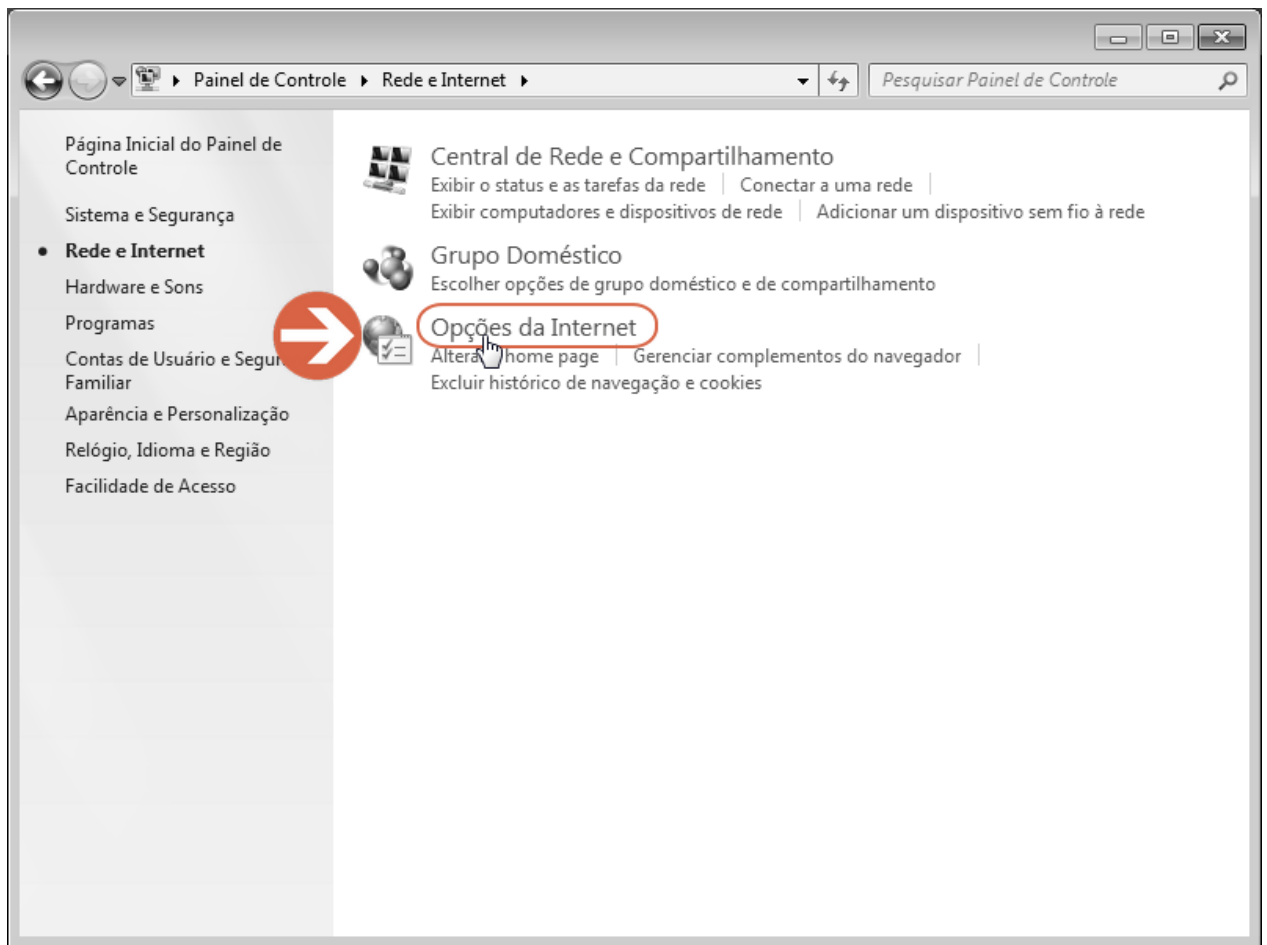 Painel de Controle Rede e Internet
Pesquisar Painel de Controle
Página Inicial do Painel de
Controle
Sistema e Segurança
Rede e Internet
Hardware e Sons
Programas
Contas de Usuário e
Familiar
Aparência e Personalização
Relógio, Idioma e Região
Facilidade de Acesso
Central de Rede e Compartilhamento
Exibir o status e as tarefas da rede Conectar a uma rede
Exibir computadores e dispositivos de rede Adicionar um dispositivo sem fio à rede
Grupo Doméstico
Escolher opções de grupo doméstico e de compartilhamento
Opções da Internet
home page Gerenciar complementos do navegador
Excluir histórico de navegação e cookies